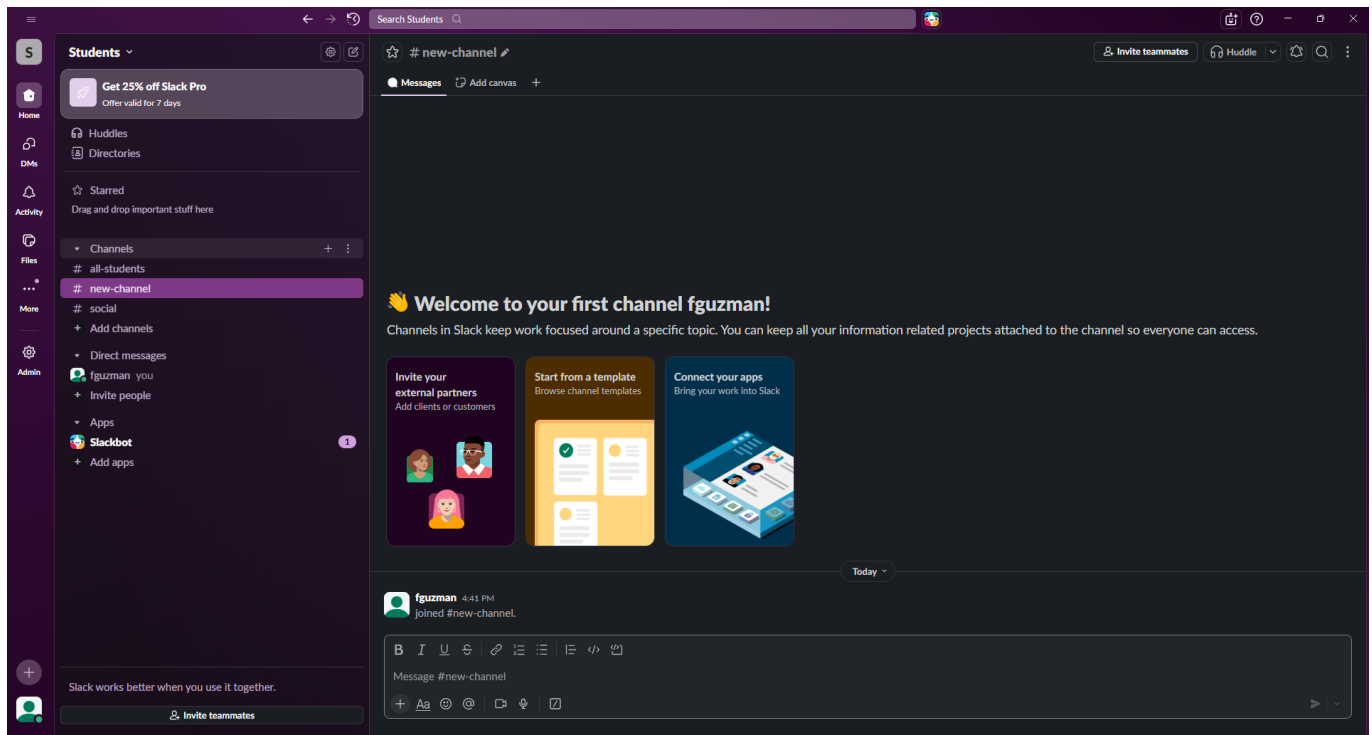 Search Students
S
Home
DMs
Activity
Files
More
Admin
Students
Get 25% off Slack Pro
Offer valid for 7 days
Huddles
Directories
Starred
Drag and drop important stuff here
Channels
# all-students
# new-channel
# social
+ Add channels
Direct messages
fguzman you
+ Invite people
Apps
Slackbot 1
+ Add apps
Slack works better when you use it together.
Invite teammates
# new-channel
Invite teammates
Huddle
Messages
Add canvas
+
👋 Welcome to your first channel fguzman!
Channels in Slack keep work focused around a specific topic. You can keep all your information related projects attached to the channel so everyone can access.
Invite your
external partners
Add clients or customers
Start from a template
Browse channel templates
Connect your apps
Bring your work into Slack
Today
fguzman 4:41 PM
joined #new-channel.
B I U S
Message #new-channel
+ Aa @